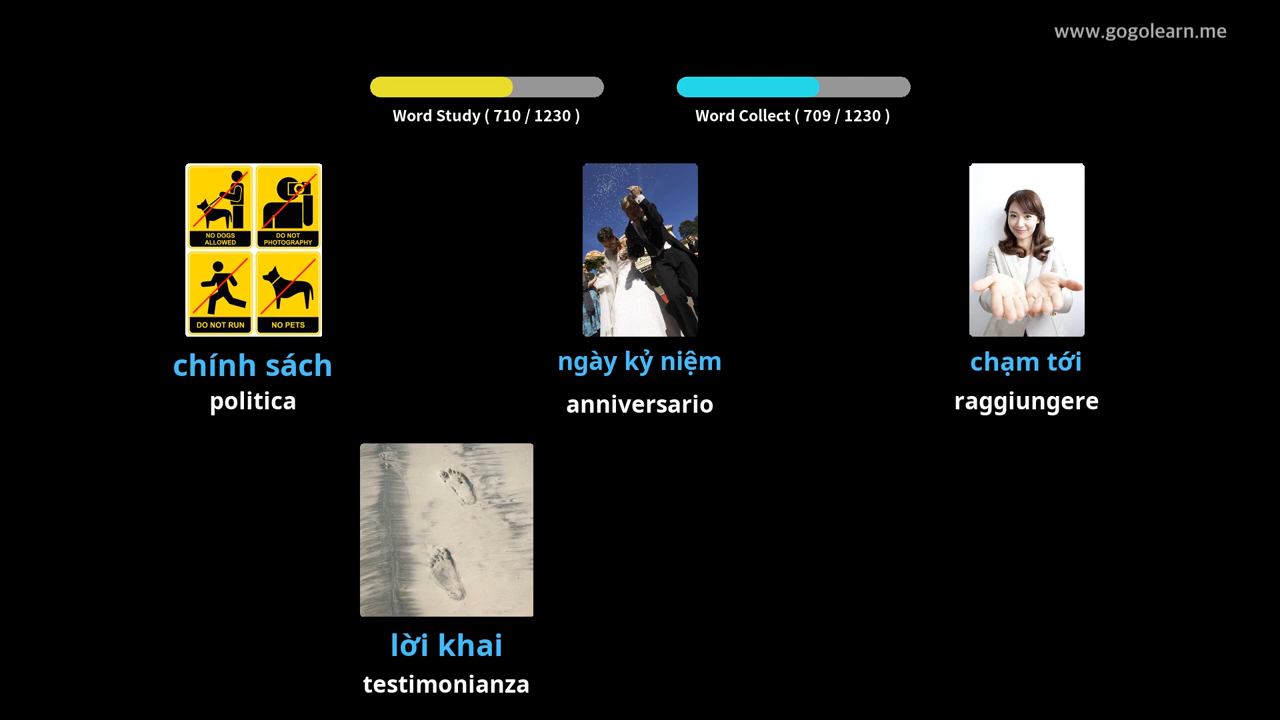 www.gogolearn.me
Word Study ( 710 / 1230 )
Word Collect ( 709 / 1230 )
NO DOGS
ALLOWED
DO NOT
PHOTOGRAPHY
DO NOT RUN
NO PETS
chính sách
politica
ngày kỷ niệm
anniversario
chạm tới
raggiungere
lời khai
testimonianza